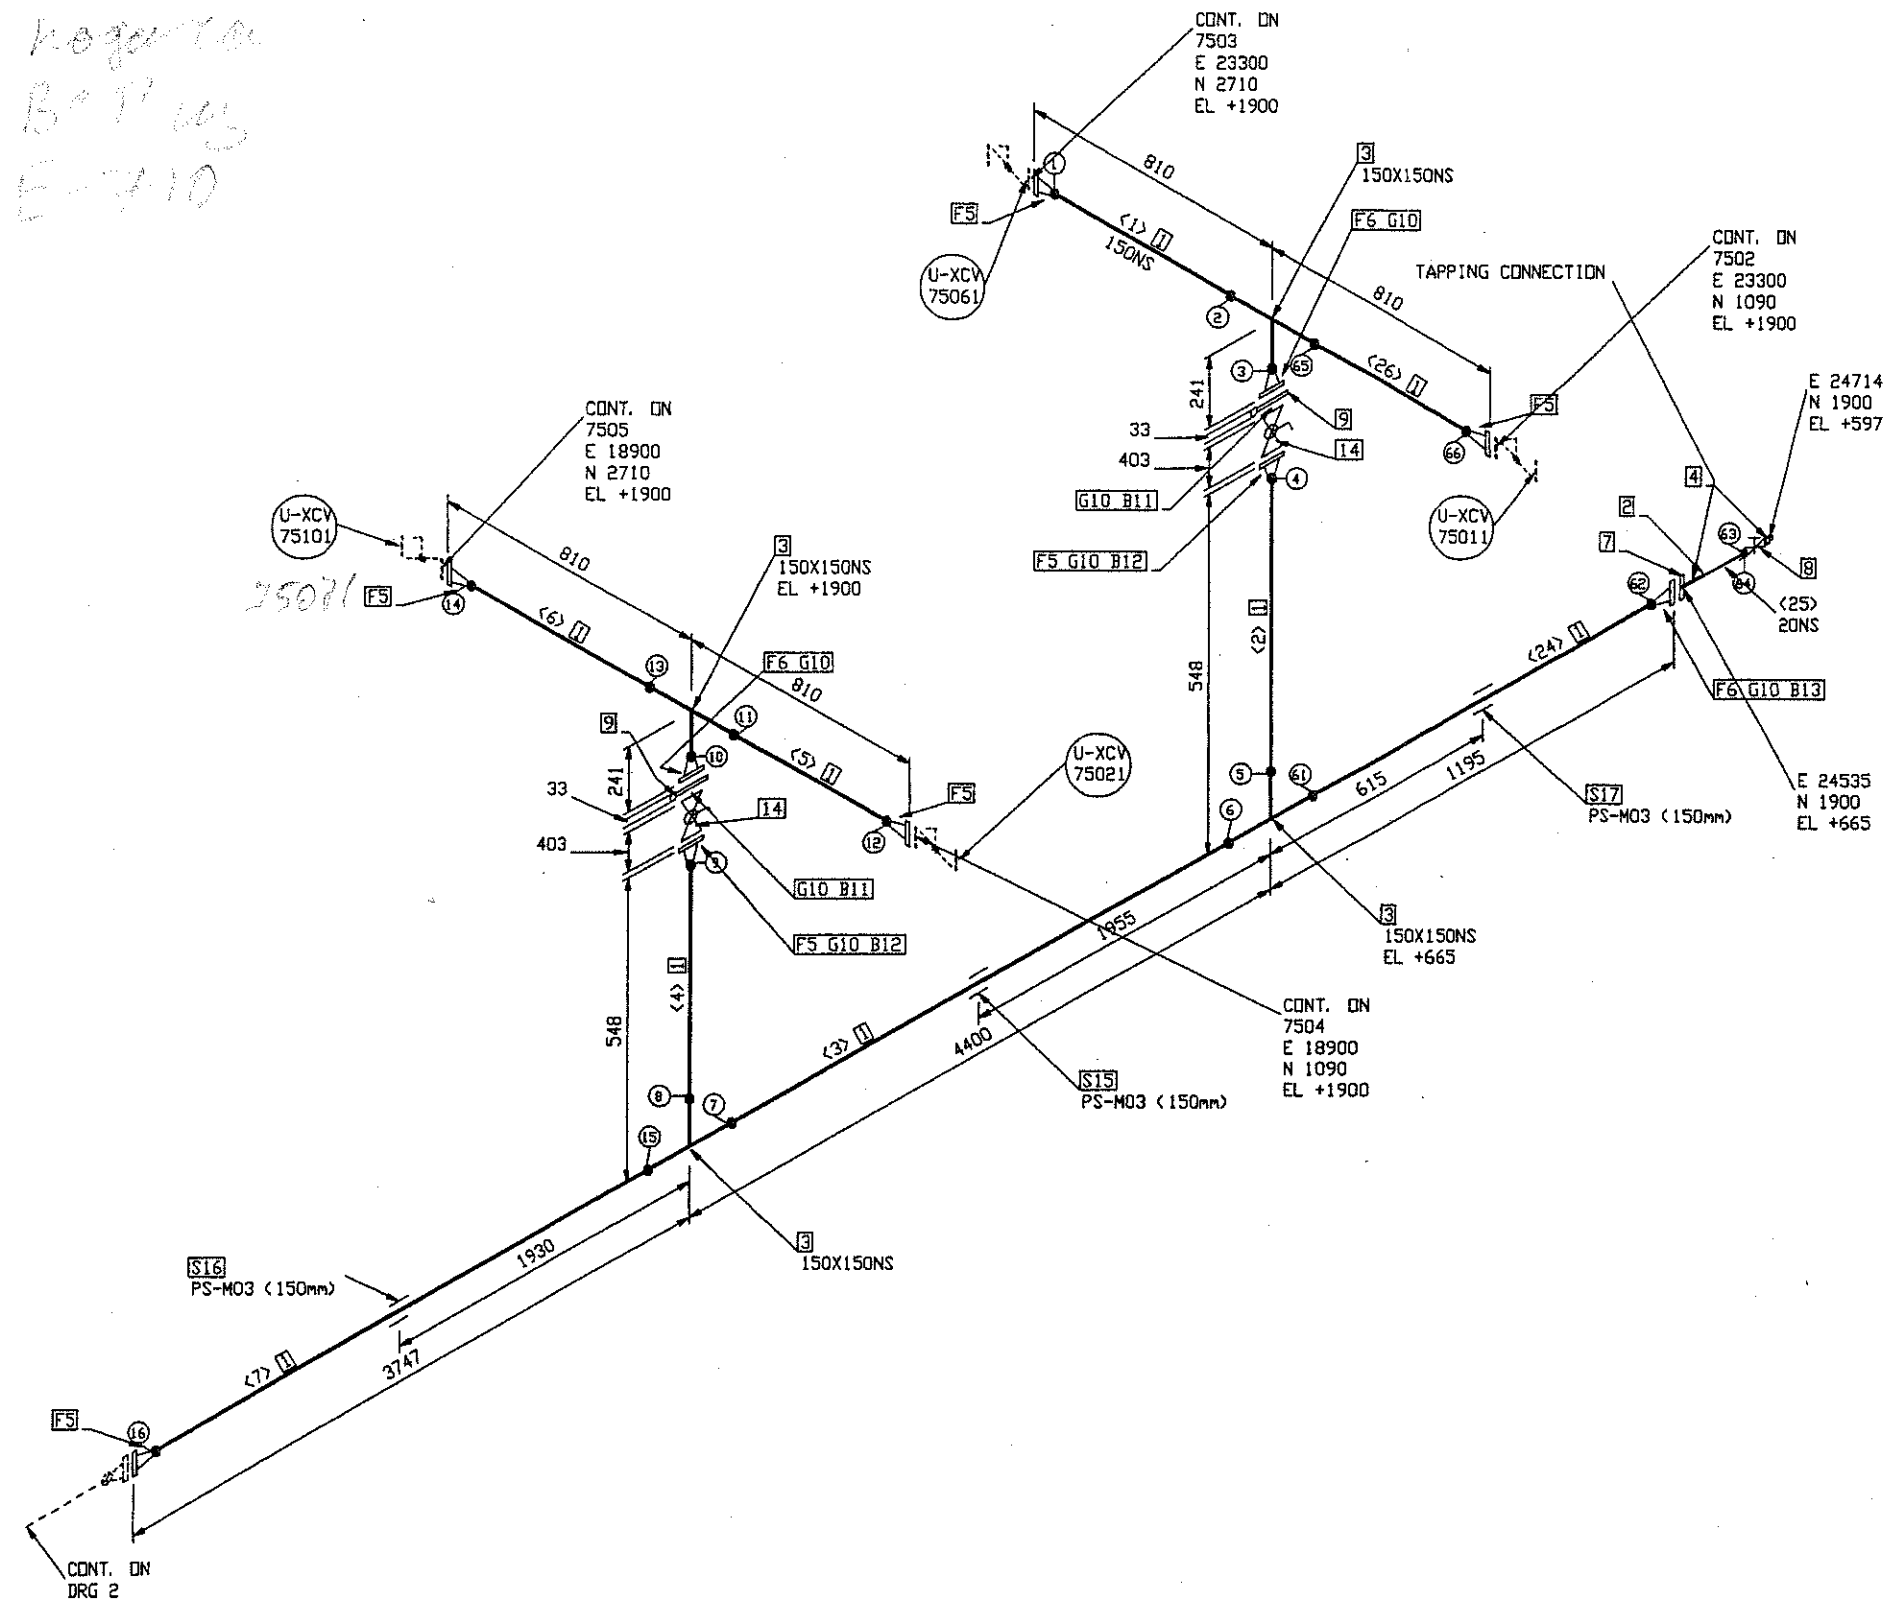 CONT. ON
7503
E 23300
N 2710
EL +1900
810
1
3
150X150NS
F5
F6 G10
<1> 1
150NS
CONT. ON
7502
E 23300
N 1090
EL +1900
TAPPING CONNECTION
U-XCV
75061
2
810
3
65
<26> 1
241
F5
E 24714
N 1900
EL +597
9
33
14
403
66
4
4
2
G10 B11
U-XCV
75011
63
7
8
F5 G10 B12
62
64
<25>
20NS
<2> 1
<24> 1
548
F6 G10 B13
CONT. ON
7505
E 18900
N 2710
EL +1900
U-XCV
75101
810
3
150X150NS
EL +1900
F5
14
<6> 1
13
F6 G10
810
9
11
10
<5> 1
U-XCV
75021
241
33
14
F5
403
12
9
G10 B11
F5 G10 B12
5
61
615
1195
S17
PS-M03 (150mm)
E 24535
N 1900
EL +665
6
1955
3
150X150NS
EL +665
<4> 1
548
<3> 1
4400
S15
PS-M03 (150mm)
CONT. ON
7504
E 18900
N 1090
EL +1900
8
7
15
1930
3
150X150NS
S16
PS-M03 (150mm)
3747
<7> 1
F5
16
CONT. ON
DRG 2